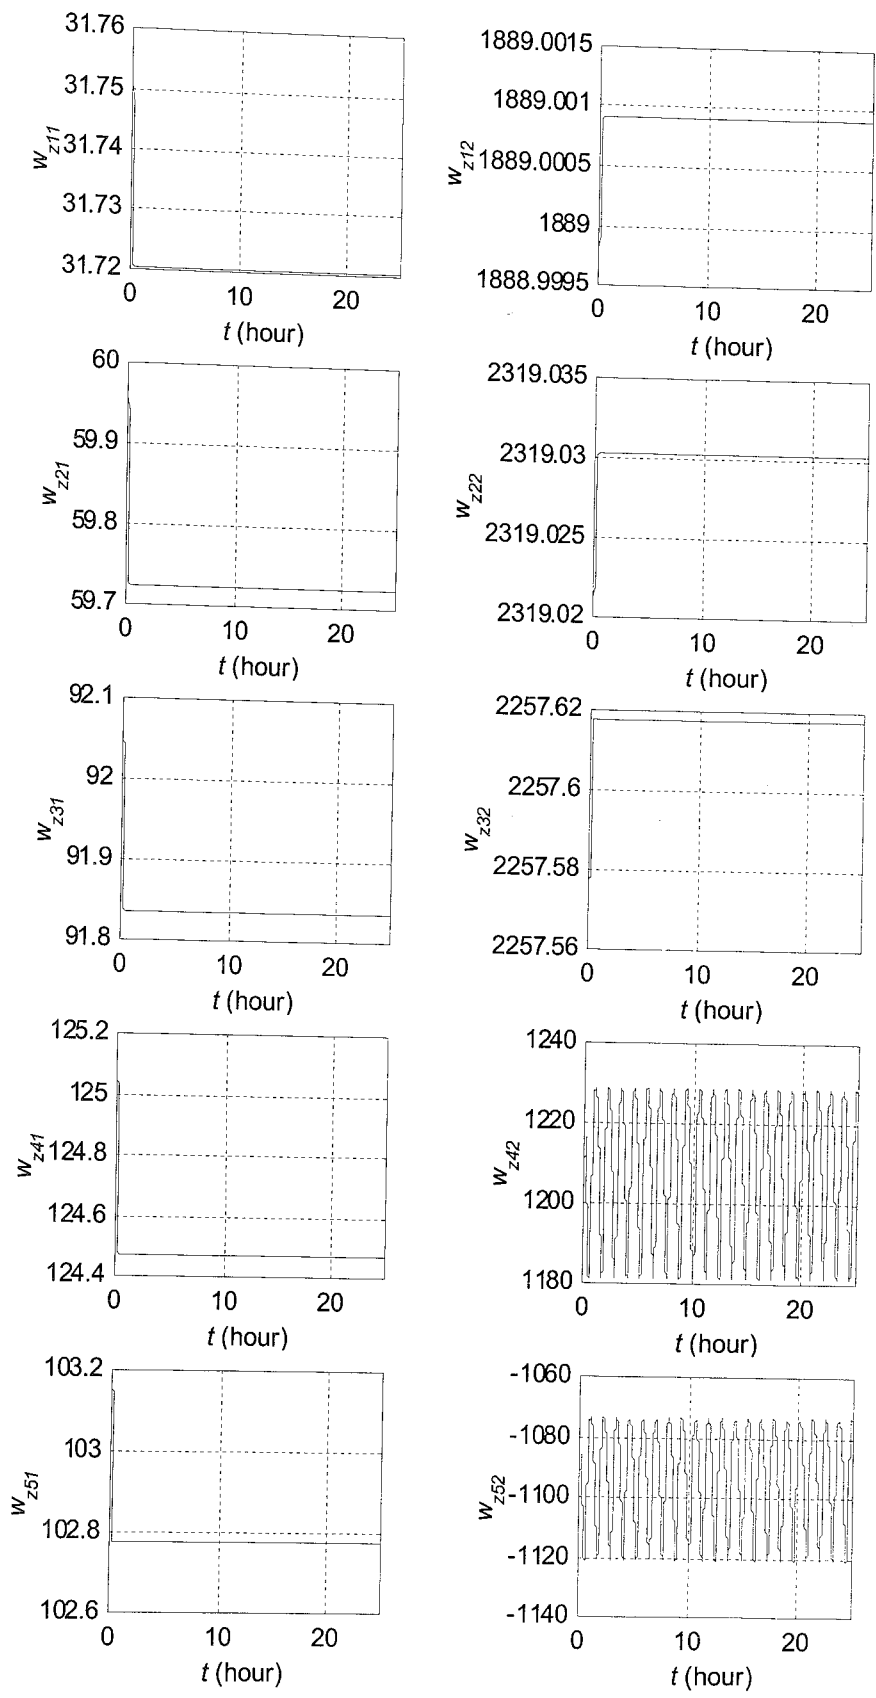 31.76
31.75
31.74
31.73
31.72
w_z11
0 10 20
t (hour)
1889.0015
1889.001
1889.0005
1889
1888.9995
w_z12
0 10 20
t (hour)
60
59.9
59.8
59.7
w_z21
0 10 20
t (hour)
2319.035
2319.03
2319.025
2319.02
w_z22
0 10 20
t (hour)
92.1
92
91.9
91.8
w_z31
0 10 20
t (hour)
2257.62
2257.6
2257.58
2257.56
w_z32
0 10 20
t (hour)
125.2
125
124.8
124.6
124.4
w_z41
0 10 20
t (hour)
1240
1220
1200
1180
w_z42
0 10 20
t (hour)
103.2
103
102.8
102.6
w_z51
0 10 20
t (hour)
-1060
-1080
-1100
-1120
-1140
w_z52
0 10 20
t (hour)